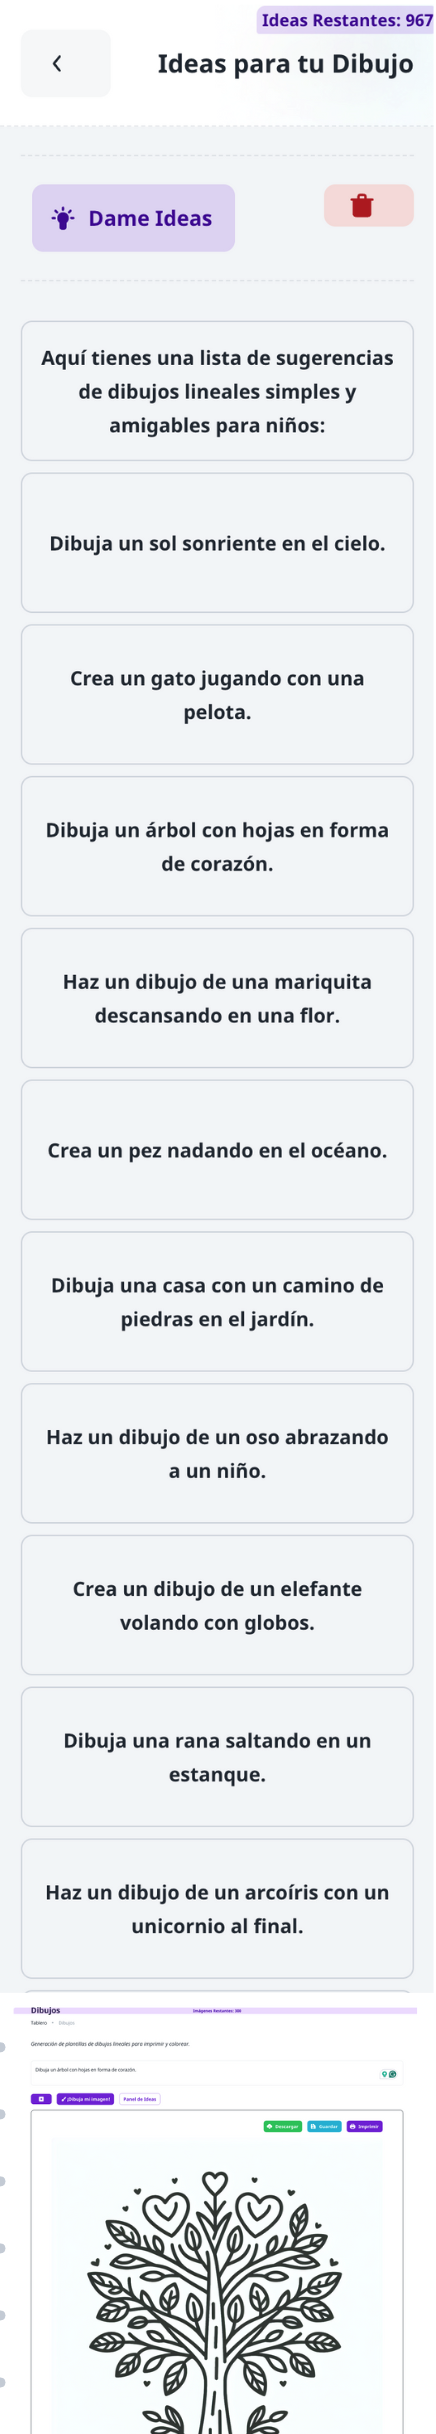 Ideas Restantes: 967
Ideas para tu Dibujo
Dame Ideas
Aquí tienes una lista de sugerencias
de dibujos lineales simples y
amigables para niños:
Dibuja un sol sonriente en el cielo.
Crea un gato jugando con una
pelota.
Dibuja un árbol con hojas en forma
de corazón.
Haz un dibujo de una mariquita
descansando en una flor.
Crea un pez nadando en el océano.
Dibuja una casa con un camino de
piedras en el jardín.
Haz un dibujo de un oso abrazando
a un niño.
Crea un dibujo de un elefante
volando con globos.
Dibuja una rana saltando en un
estanque.
Haz un dibujo de un arcoíris con un
unicornio al final.
Dibujos
Imágenes Restantes: 
Tablero • Dibujos
Generación de plantillas de dibujos lineales para imprimir y colorear.
Dibuja un árbol con hojas en forma de corazón.
¡Dibuja mi imagen! Panel de Ideas
Descargar Guardar Imprimir